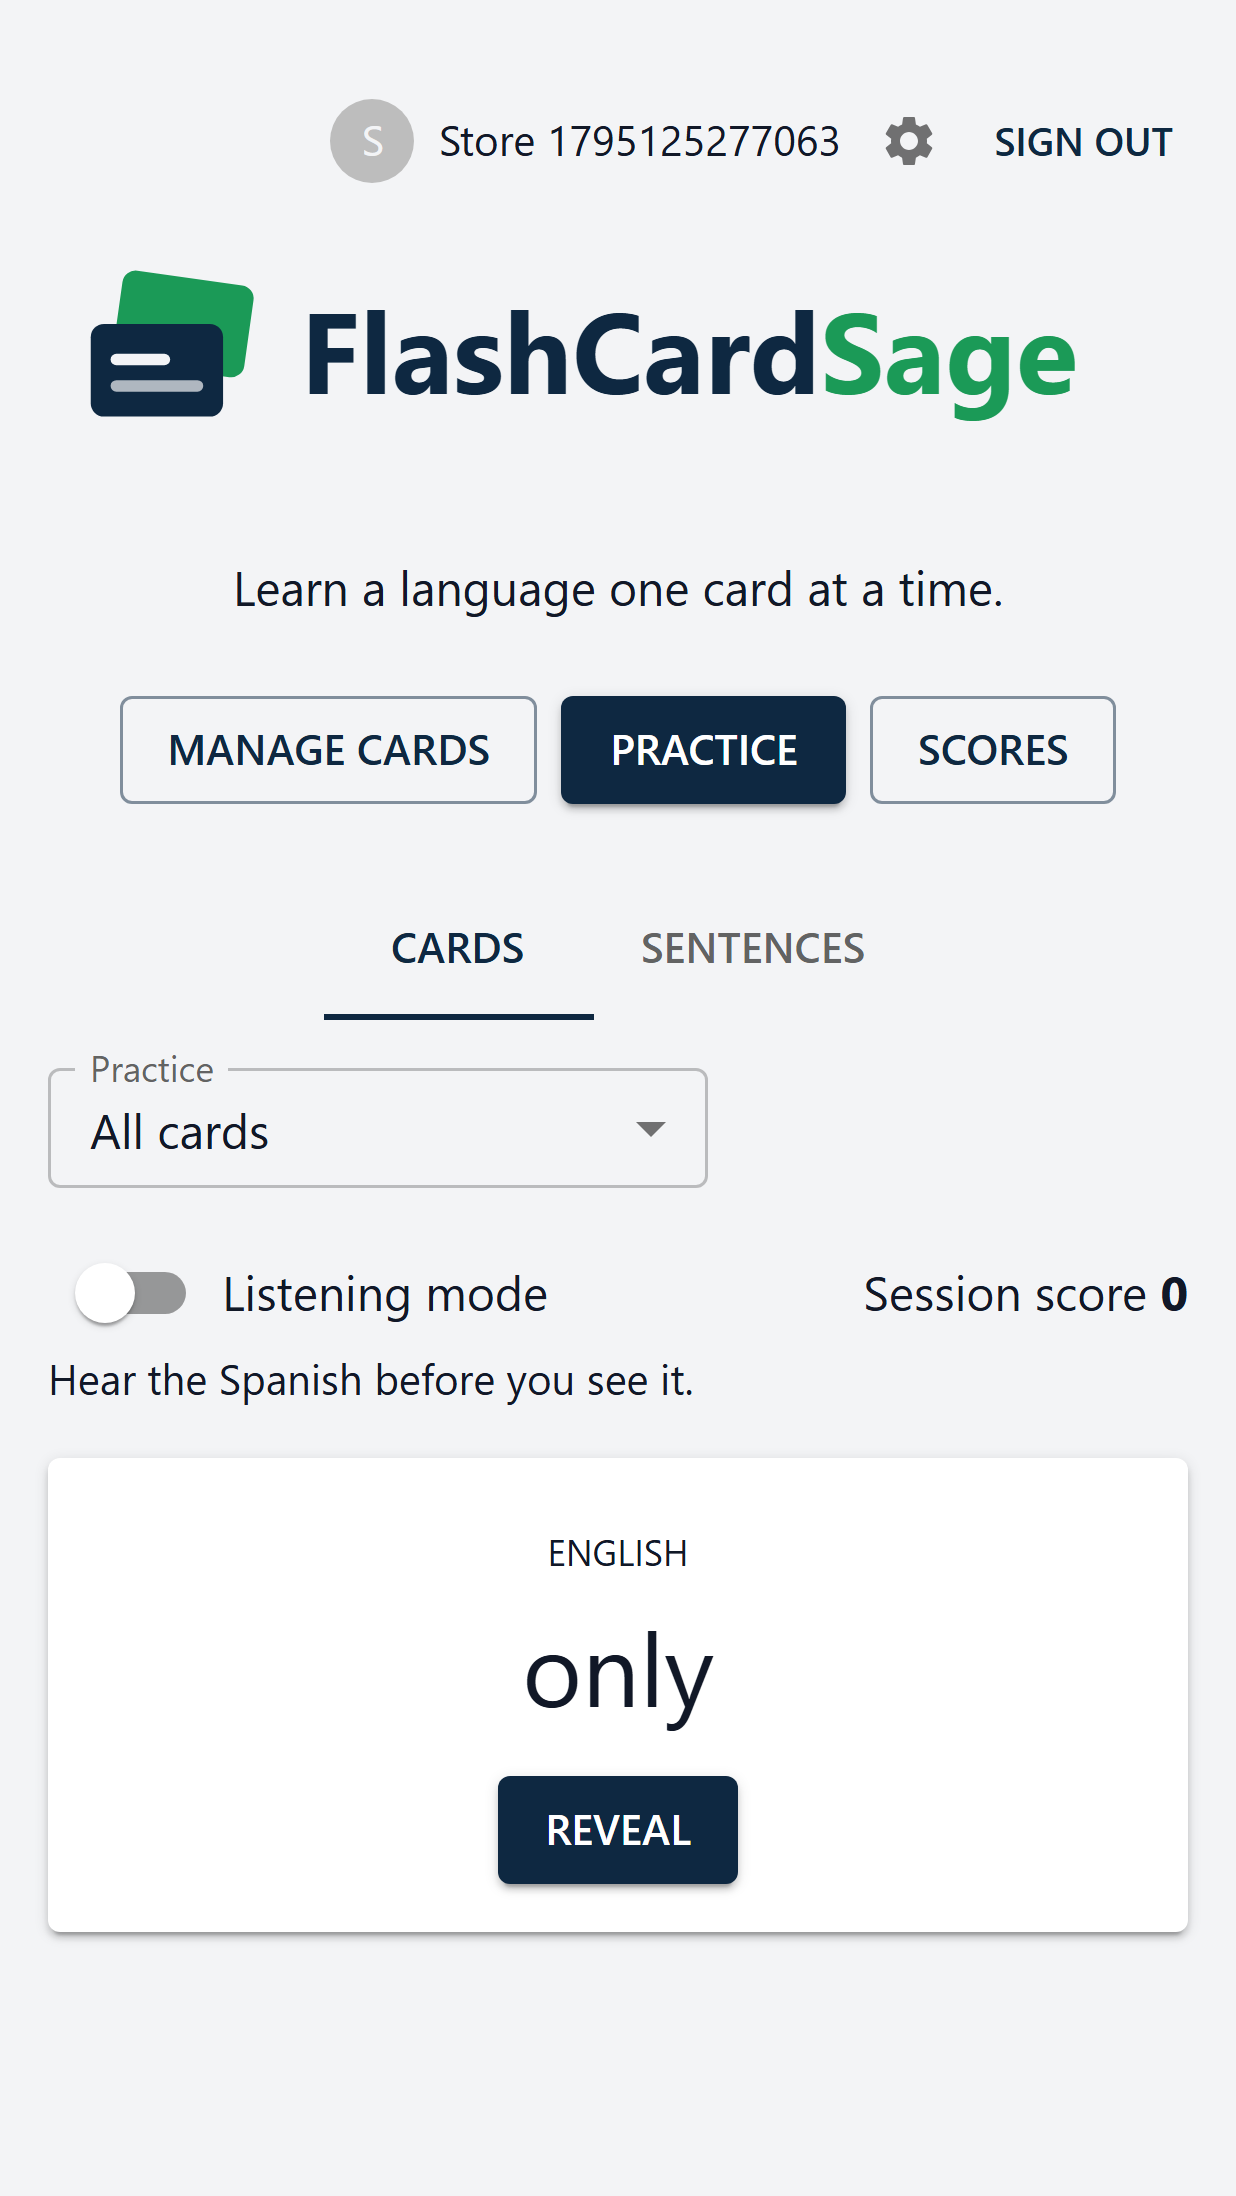 S Store 1795125277063 SIGN OUT
FlashCardSage
Learn a language one card at a time.
MANAGE CARDS PRACTICE SCORES
CARDS SENTENCES
Practice
All cards
Listening mode Session score 0
Hear the Spanish before you see it.
ENGLISH
only
REVEAL